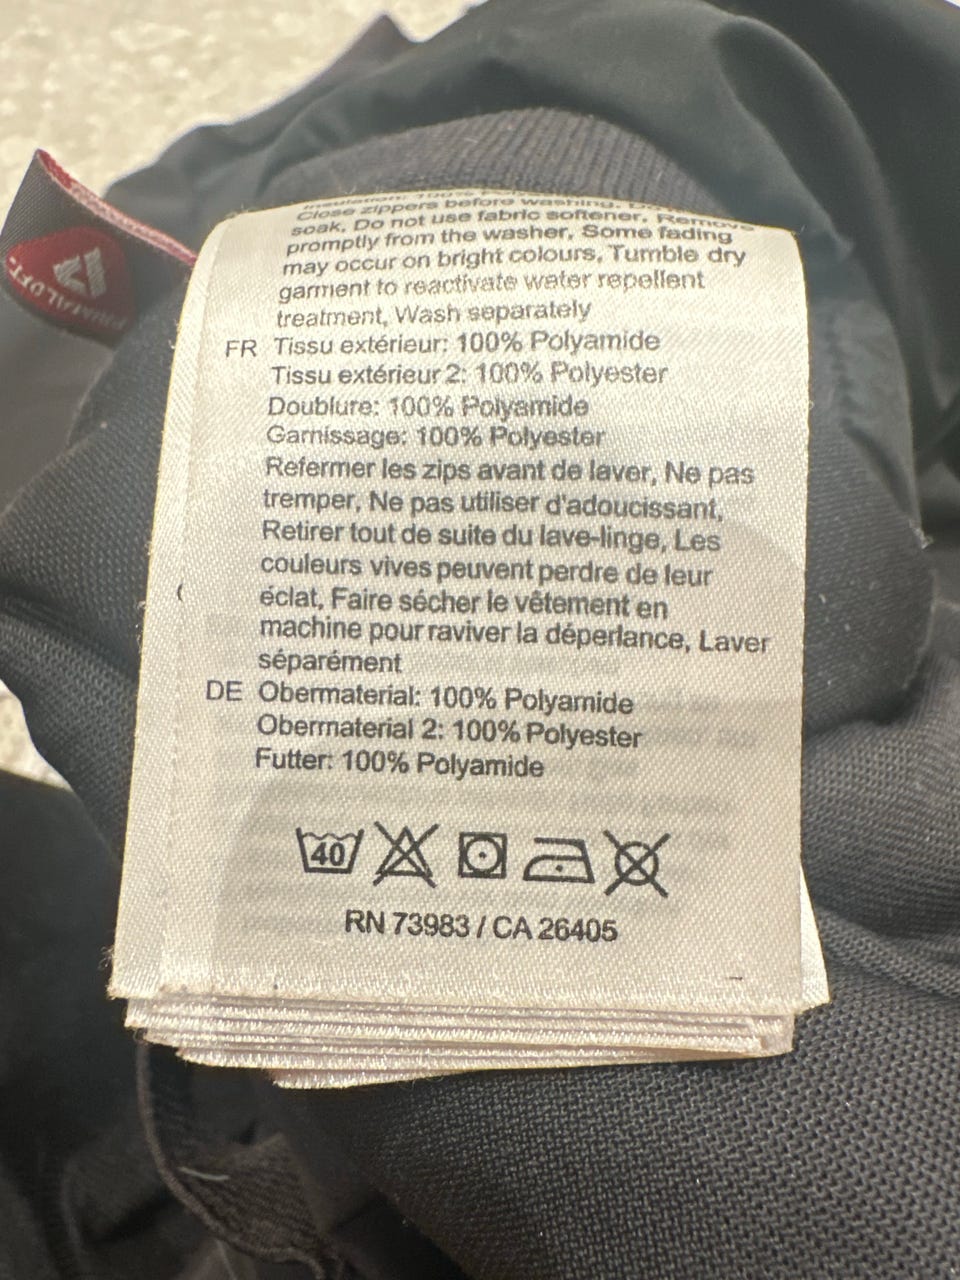 Insulation: 100% Polyester
Close zippers before washing.
soak, Do not use fabric softener, Remove
promptly from the washer, Some fading
may occur on bright colours, Tumble dry
garment to reactivate water repellent
treatment, Wash separately
FR Tissu extérieur: 100% Polyamide
Tissu extérieur 2: 100% Polyester
Doublure: 100% Polyamide
Garnissage: 100% Polyester
Refermer les zips avant de laver, Ne pas
tremper, Ne pas utiliser d'adoucissant,
Retirer tout de suite du lave-linge, Les
couleurs vives peuvent perdre de leur
éclat, Faire sécher le vêtement en
machine pour raviver la déperlance, Laver
séparément
DE Obermaterial: 100% Polyamide
Obermaterial 2: 100% Polyester
Futter: 100% Polyamide
40
RN 73983 / CA 26405
PRIMALOFT